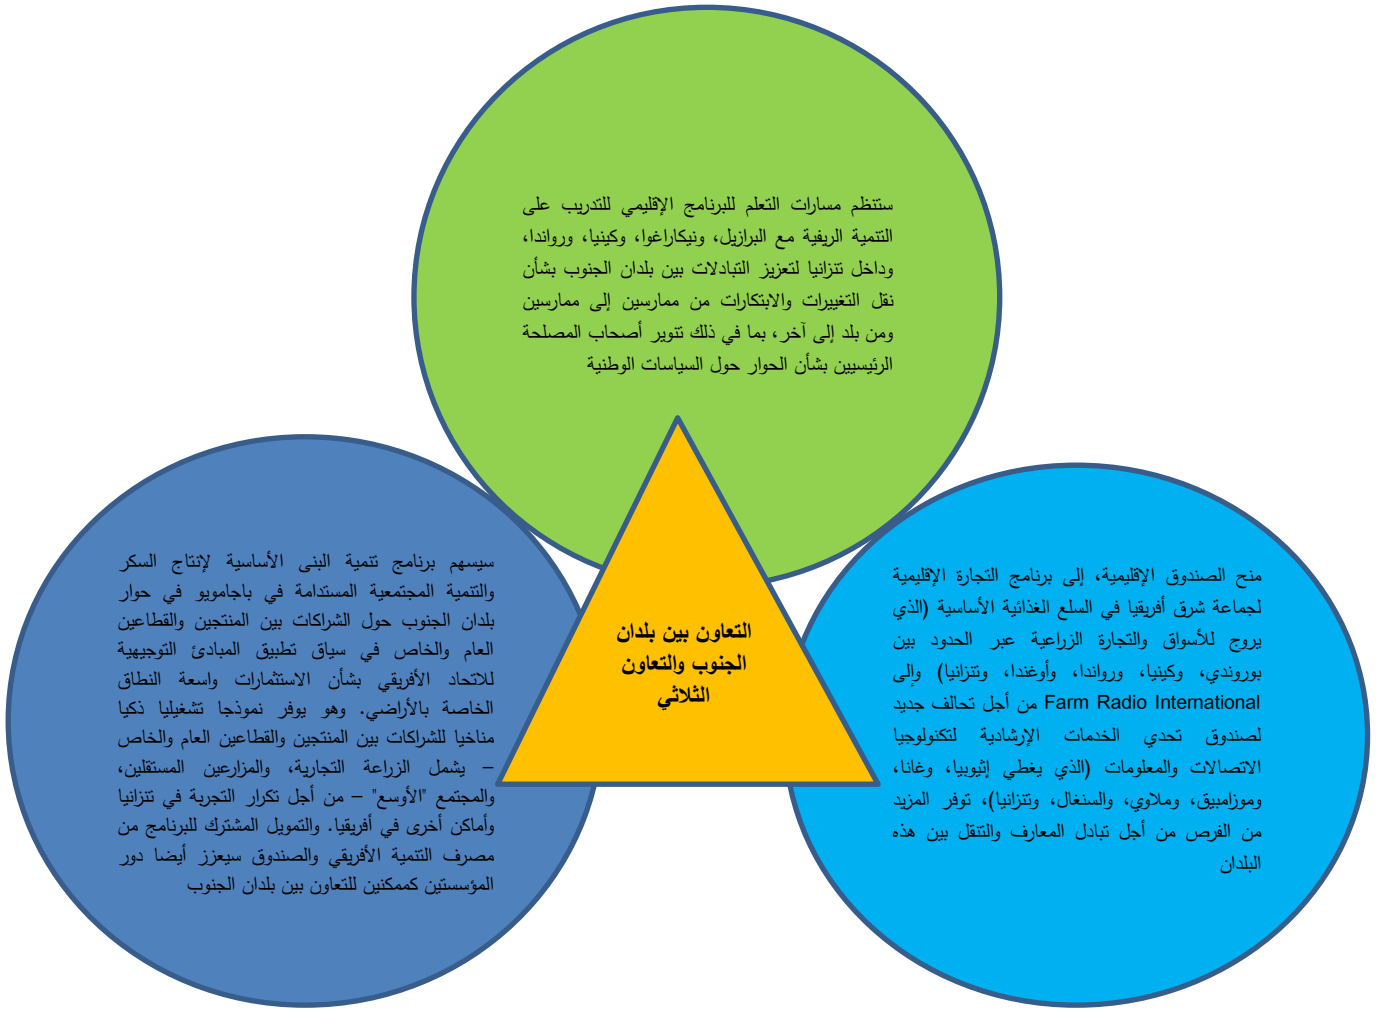 ستنظم مسارات التعلم للبرنامج الإقليمي للتدريب على
التنمية الريفية مع البرازيل، ونيكاراغوا، وكينيا، ورواندا،
وداخل تنزانيا لتعزيز التبادلات بين بلدان الجنوب بشأن
نقل التغييرات والابتكارات من ممارسين إلى ممارسين
ومن بلد إلى آخر، بما في ذلك تنوير أصحاب المصلحة
الرئيسيين بشأن الحوار حول السياسات الوطنية
منح الصندوق الإقليمية، إلى برنامج التجارة الإقليمية
لجماعة شرق أفريقيا في السلع الغذائية الأساسية (الذي
يروج للأسواق والتجارة الزراعية عبر الحدود بين
بوروندي، وكينيا، ورواندا، وأوغندا، وتنزانيا) وإلى
Farm Radio International من أجل تحالف جديد
لصندوق تحدي الخدمات الإرشادية لتكنولوجيا
الاتصالات والمعلومات (الذي يغطي إثيوبيا، وغانا،
وموزامبيق، وملاوي، والسنغال، وتنزانيا)، توفر المزيد
من الفرص من أجل تبادل المعارف والتنقل بين هذه
البلدان
التعاون بين بلدان
الجنوب والتعاون
الثلاثي
سيسهم برنامج تنمية البنى الأساسية لإنتاج السكر
والتنمية المجتمعية المستدامة في باجامويو في حوار
بلدان الجنوب حول الشراكات بين المنتجين والقطاعين
العام والخاص في سياق تطبيق المبادئ التوجيهية
للاتحاد الأفريقي بشأن الاستثمارات واسعة النطاق
الخاصة بالأراضي. وهو يوفر نموذجا تشغيليا ذكيا
مناخيا للشراكات بين المنتجين والقطاعين العام والخاص
– يشمل الزراعة التجارية، والمزارعين المستقلين،
والمجتمع "الأوسع" – من أجل تكرار التجربة في تنزانيا
وأماكن أخرى في أفريقيا. والتمويل المشترك للبرنامج من
مصرف التنمية الأفريقي والصندوق سيعزز أيضا دور
المؤسستين كممكنين للتعاون بين بلدان الجنوب